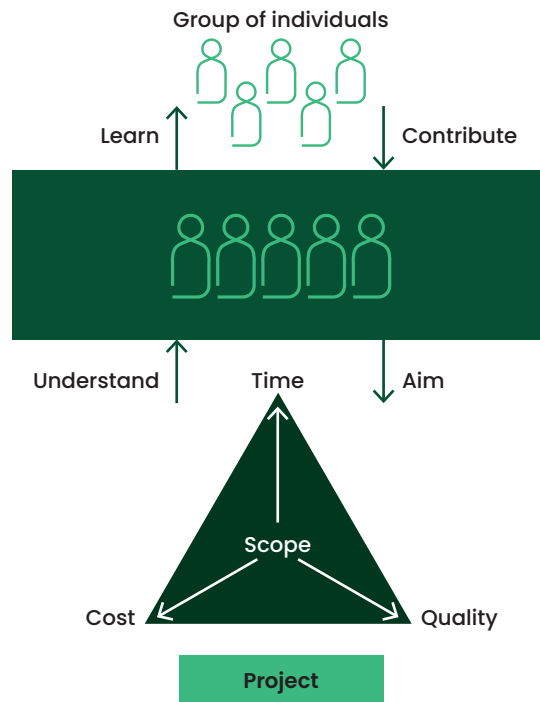 Group of individuals
Learn
Contribute
Understand
Time
Aim
Scope
Cost
Quality
Project